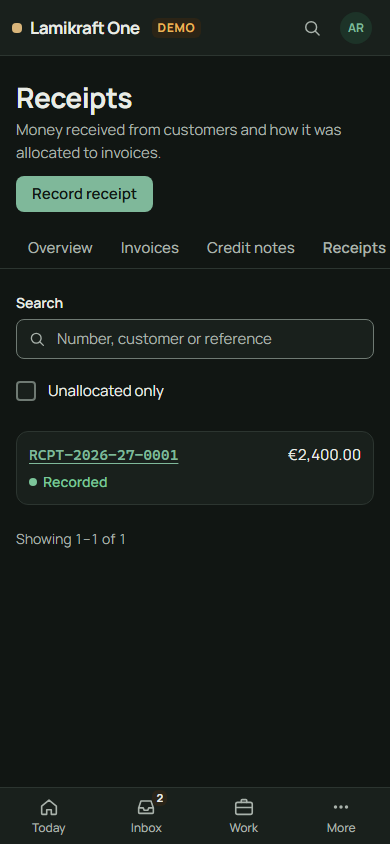 Lamikraft One DEMO AR
Receipts
Money received from customers and how it was
allocated to invoices.
Record receipt
Overview Invoices Credit notes Receipts
Search
Number, customer or reference
Unallocated only
RCPT-2026-27-0001 €2,400.00
Recorded
Showing 1–1 of 1
2
Today Inbox Work More